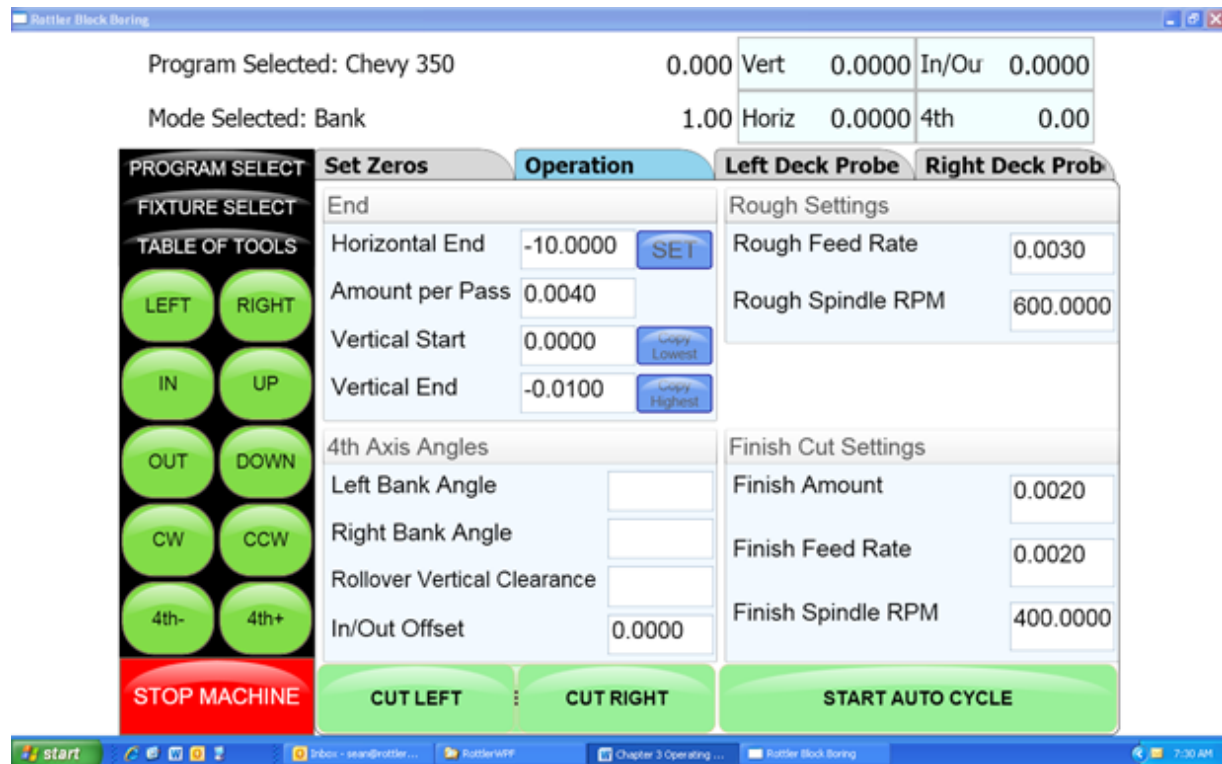 Rottler Block Boring
Program Selected: Chevy 350 0.000 Vert 0.0000 In/Ou 0.0000
Mode Selected: Bank 1.00 Horiz 0.0000 4th 0.00
PROGRAM SELECT
FIXTURE SELECT
TABLE OF TOOLS
LEFT RIGHT
IN UP
OUT DOWN
CW CCW
4th- 4th+
STOP MACHINE
Set Zeros Operation Left Deck Probe Right Deck Prob
End
Horizontal End -10.0000 SET
Amount per Pass 0.0040
Vertical Start 0.0000 Copy Lowest
Vertical End -0.0100 Copy Highest
Rough Settings
Rough Feed Rate 0.0030
Rough Spindle RPM 600.0000
4th Axis Angles
Left Bank Angle
Right Bank Angle
Rollover Vertical Clearance
In/Out Offset 0.0000
Finish Cut Settings
Finish Amount 0.0020
Finish Feed Rate 0.0020
Finish Spindle RPM 400.0000
CUT LEFT CUT RIGHT START AUTO CYCLE
start Inbox - sean@rottler... RottlerWPF Chapter 3 Operating ... Rottler Block Boring 7:30 AM